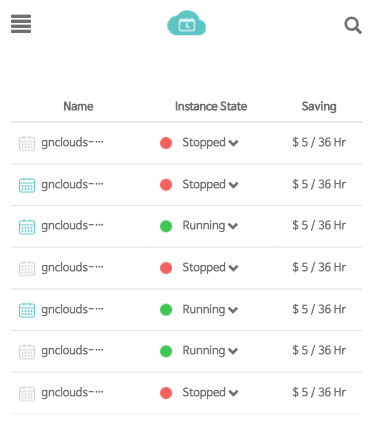 Name Instance State Saving
gnclouds-··· Stopped $ 5 / 36 Hr
gnclouds-··· Stopped $ 5 / 36 Hr
gnclouds-··· Running $ 5 / 36 Hr
gnclouds-··· Stopped $ 5 / 36 Hr
gnclouds-··· Running $ 5 / 36 Hr
gnclouds-··· Running $ 5 / 36 Hr
gnclouds-··· Stopped $ 5 / 36 Hr